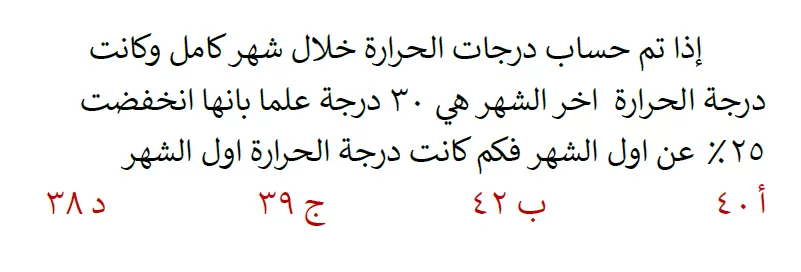 إذا تم حساب درجات الحرارة خلال شهر كامل وكانت
درجة الحرارة اخر الشهر هي ٣٠ درجة علما بانها انخفضت
٢٥٪ عن اول الشهر فكم كانت درجة الحرارة اول الشهر
أ ٤٠ ب ٤٢ ج ٣٩ د ٣٨